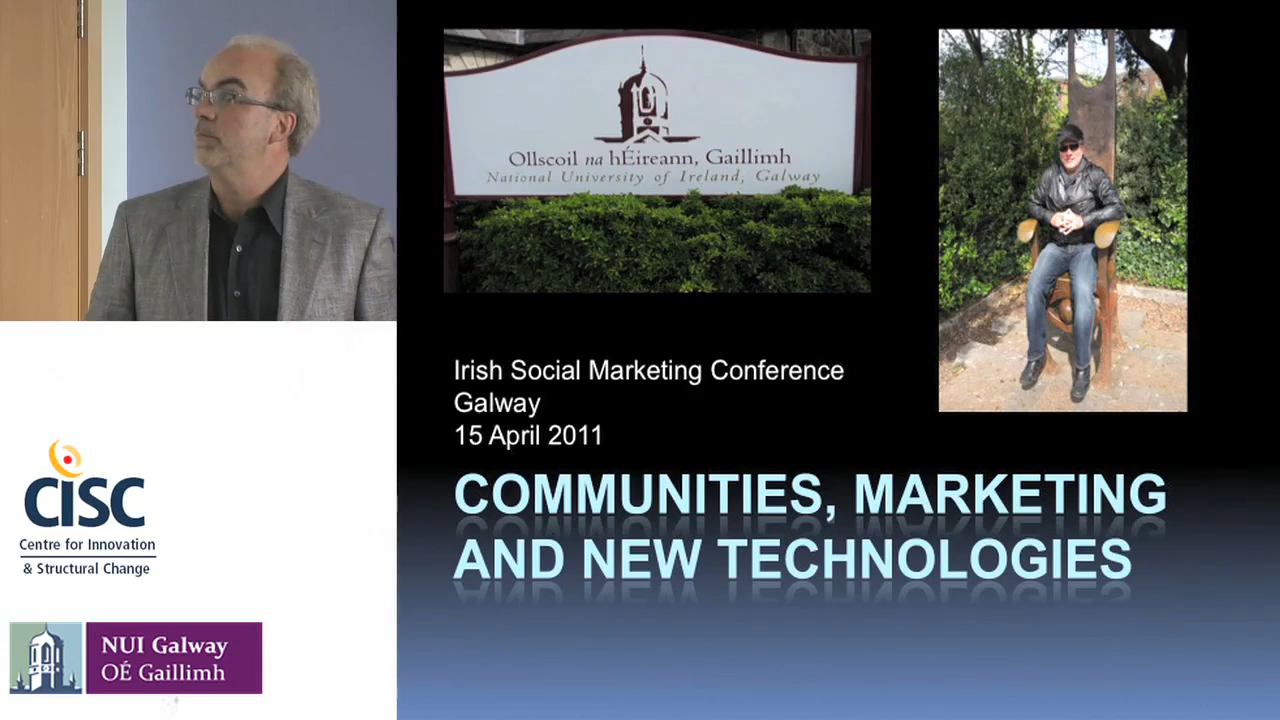 Ollscoil na hÉireann, Gaillimh
National University of Ireland, Galway
Irish Social Marketing Conference
Galway
15 April 2011
COMMUNITIES, MARKETING
AND NEW TECHNOLOGIES
CISC
Centre for Innovation
& Structural Change
NUI Galway
OÉ Gaillimh